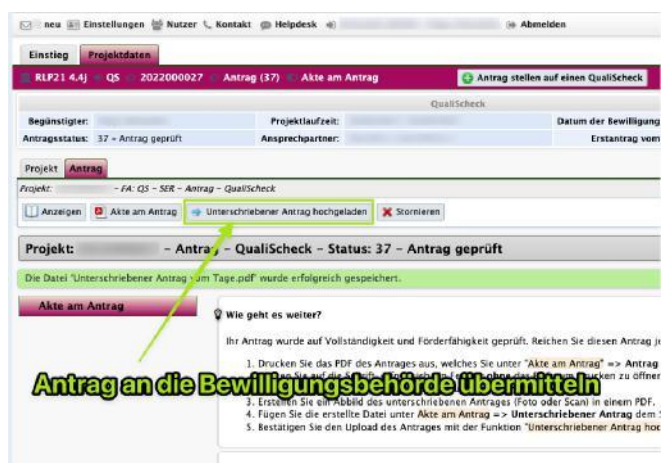 neu Einstellungen Nutzer Kontakt Helpdesk Abmelden
Einstieg Projektdaten
RLP21 4.4J QS 2022000027 Antrag (37) Akte am Antrag Antrag stellen auf einen QualiScheck
QualiScheck
Begünstigter: Projektlaufzeit: Datum der Bewilligung
Antragsstatus: 37 – Antrag geprüft Ansprechpartner: Erstantrag vom
Projekt Antrag
Projekt: – FA: QS – SER – Antrag – QualiScheck
Anzeigen Akte am Antrag Unterschriebener Antrag hochgeladen Stornieren
Projekt: – Antrag – QualiScheck – Status: 37 – Antrag geprüft
Die Datei "Unterschriebener Antrag vom Tage.pdf" wurde erfolgreich gespeichert.
Akte am Antrag
Wie geht es weiter?
Ihr Antrag wurde auf Vollständigkeit und Förderfähigkeit geprüft. Reichen Sie diesen Antrag j
1. Drucken Sie das PDF des Antrages aus, welches Sie unter "Akte am Antrag" => Antrag
Antrag an die Bewilligungsbehörde übermitteln
zu öffner
3. Erstellen Sie ein Abbild des unterschriebenen Antrages (Foto oder Scan) in einem PDF.
4. Fügen Sie die erstellte Datei unter Akte am Antrag => Unterschriebener Antrag dem
5. Bestätigen Sie den Upload des Antrages mit der Funktion "Unterschriebener Antrag hoc